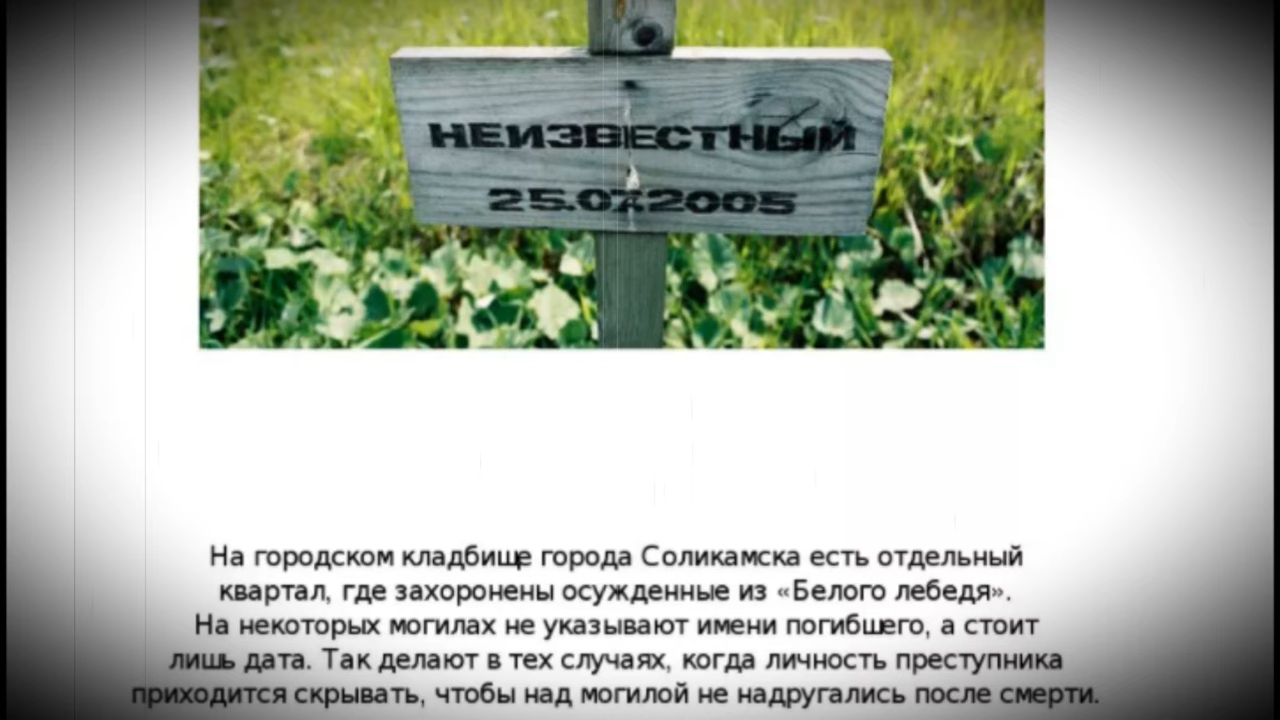 НЕИЗВЕСТНЫЙ
25.07.2005
На городском кладбище города Соликамска есть отдельный
квартал, где захоронены осужденные из «Белого лебедя».
На некоторых могилах не указывают имени погибшего, а стоит
лишь дата. Так делают в тех случаях, когда личность преступника
приходится скрывать, чтобы над могилой не надругались после смерти.